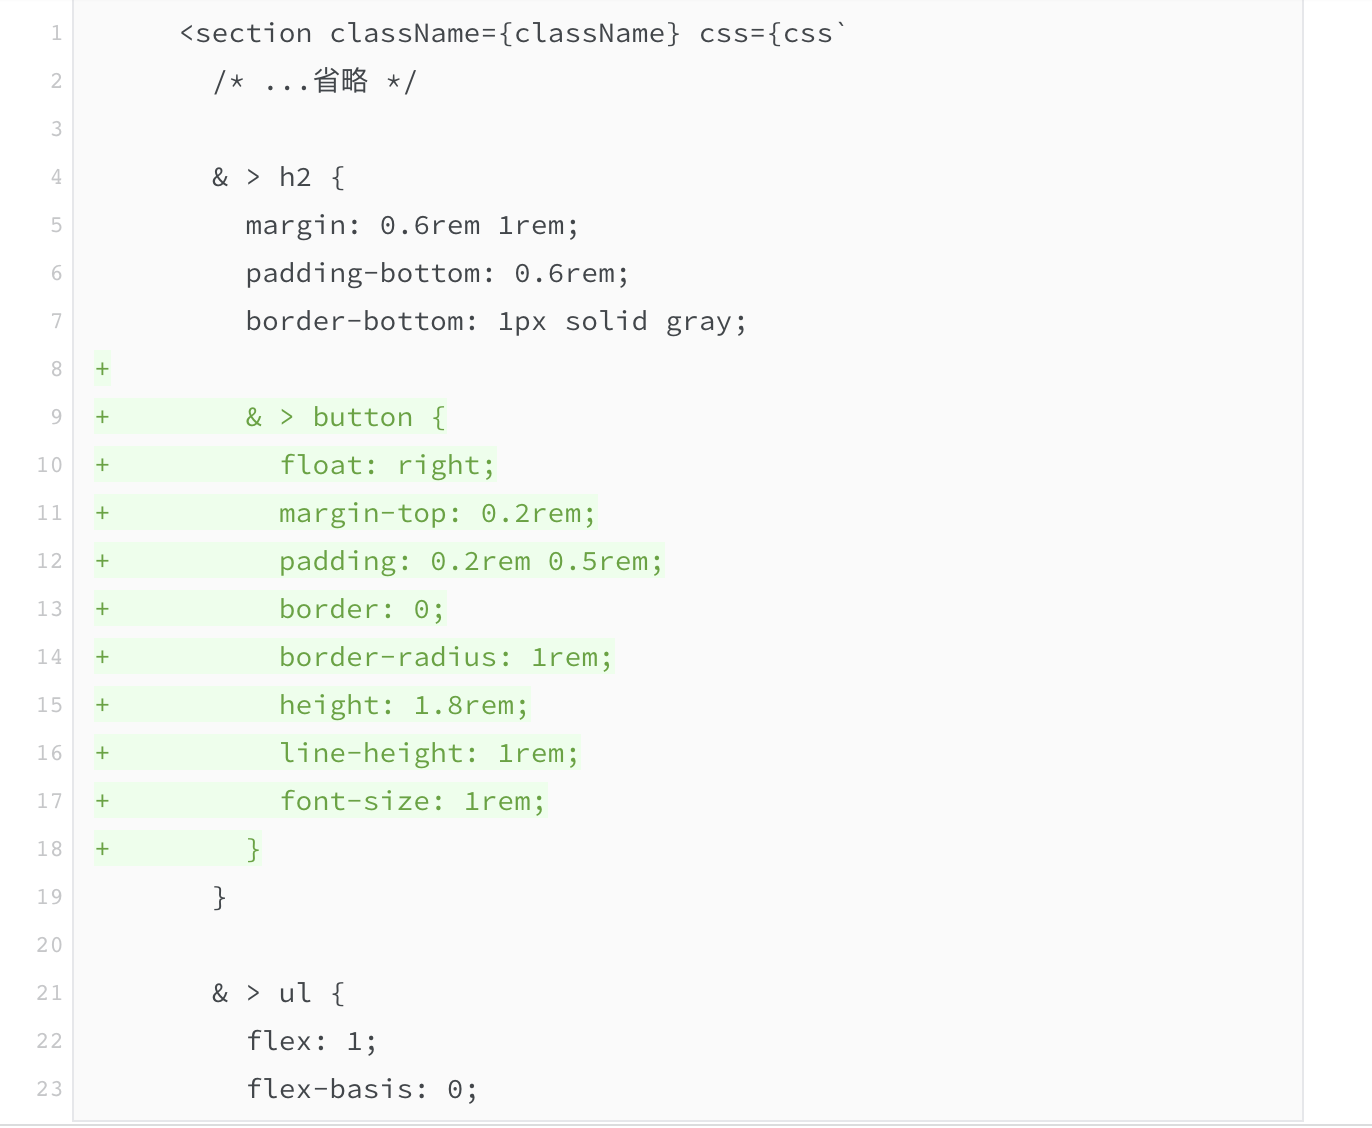 1 <section className={className} css={css`
2 /* ...省略 */
3
4 & > h2 {
5 margin: 0.6rem 1rem;
6 padding-bottom: 0.6rem;
7 border-bottom: 1px solid gray;
8 +
9 + & > button {
10 + float: right;
11 + margin-top: 0.2rem;
12 + padding: 0.2rem 0.5rem;
13 + border: 0;
14 + border-radius: 1rem;
15 + height: 1.8rem;
16 + line-height: 1rem;
17 + font-size: 1rem;
18 + }
19 }
20
21 & > ul {
22 flex: 1;
23 flex-basis: 0;